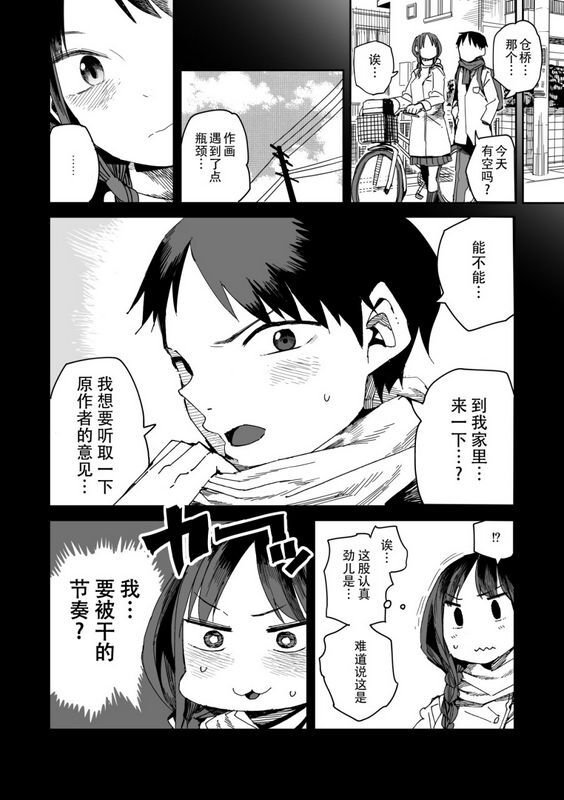 仓桥
那个…
诶…
今天
有空吗?
作画
遇到了点
瓶颈…
……
能不能…
到我家里…
来一下…?
我想要听取一下
原作者的意见…
!?
诶…
这股认真
劲儿是…
难道说这是
カアッ
我…
要被干的
节奏?